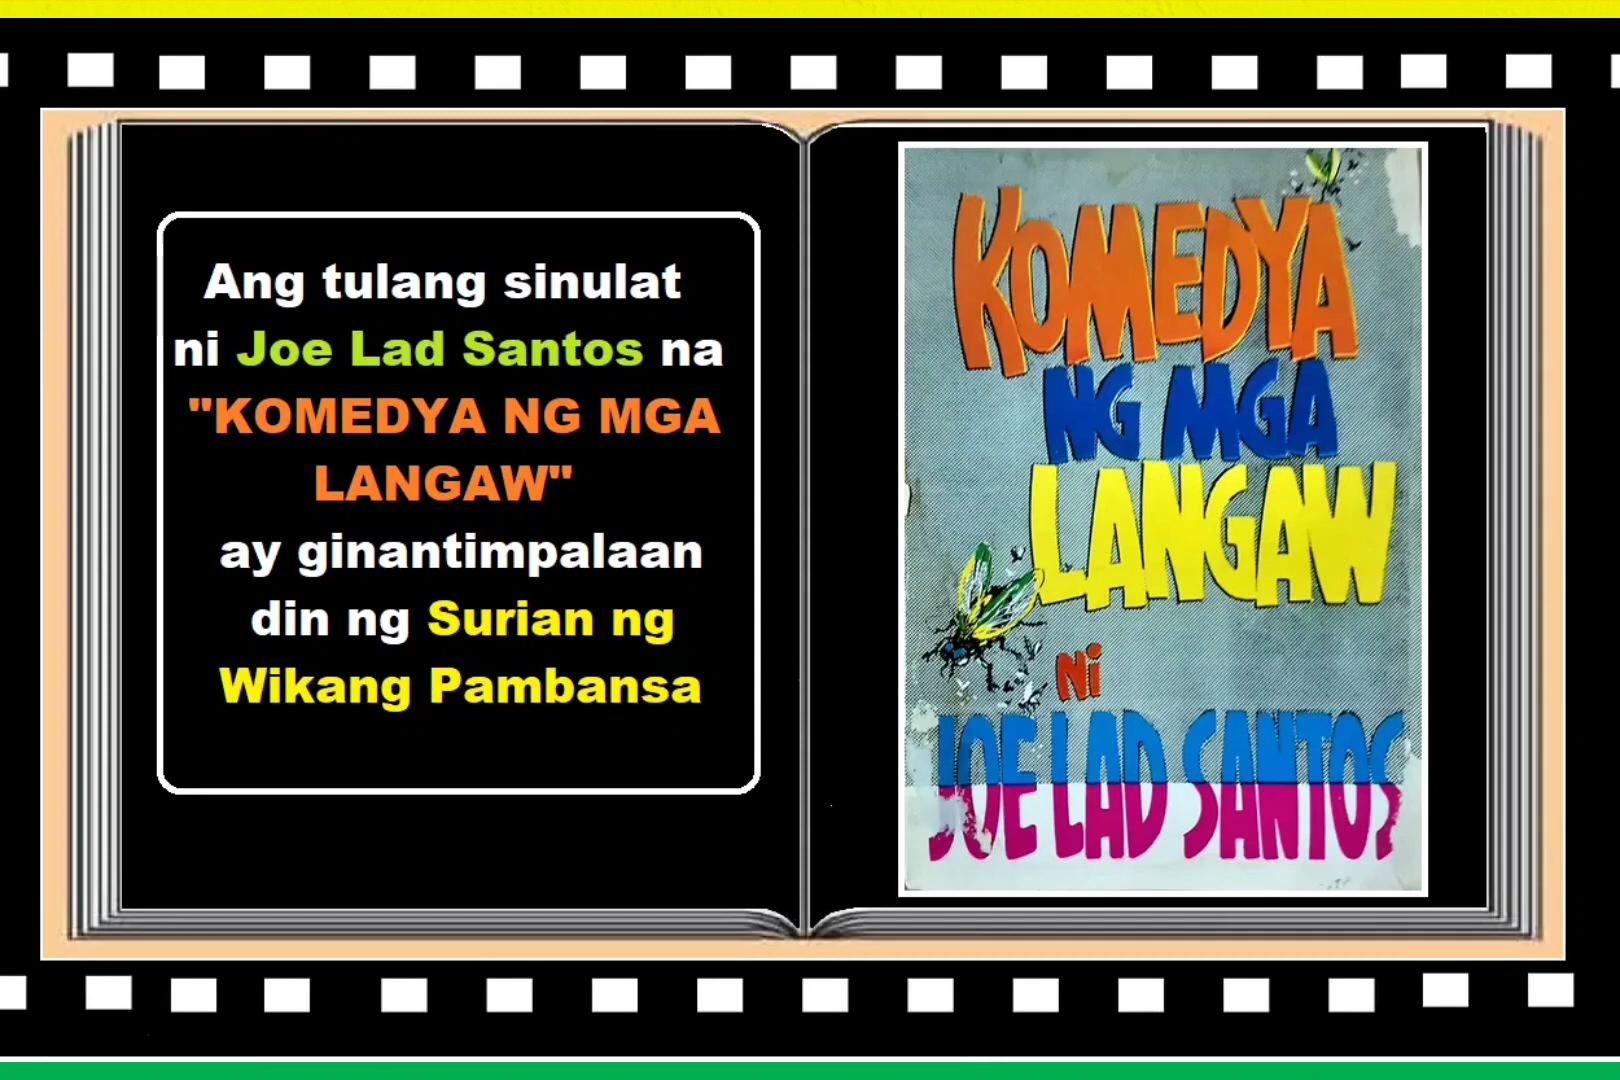 Ang tulang sinulat
ni Joe Lad Santos na
"KOMEDYA NG MGA
LANGAW"
ay ginantimpalaan
din ng Surian ng
Wikang Pambansa
KOMEDYA
NG MGA
LANGAW
Ni
JOE LAD SANTOS